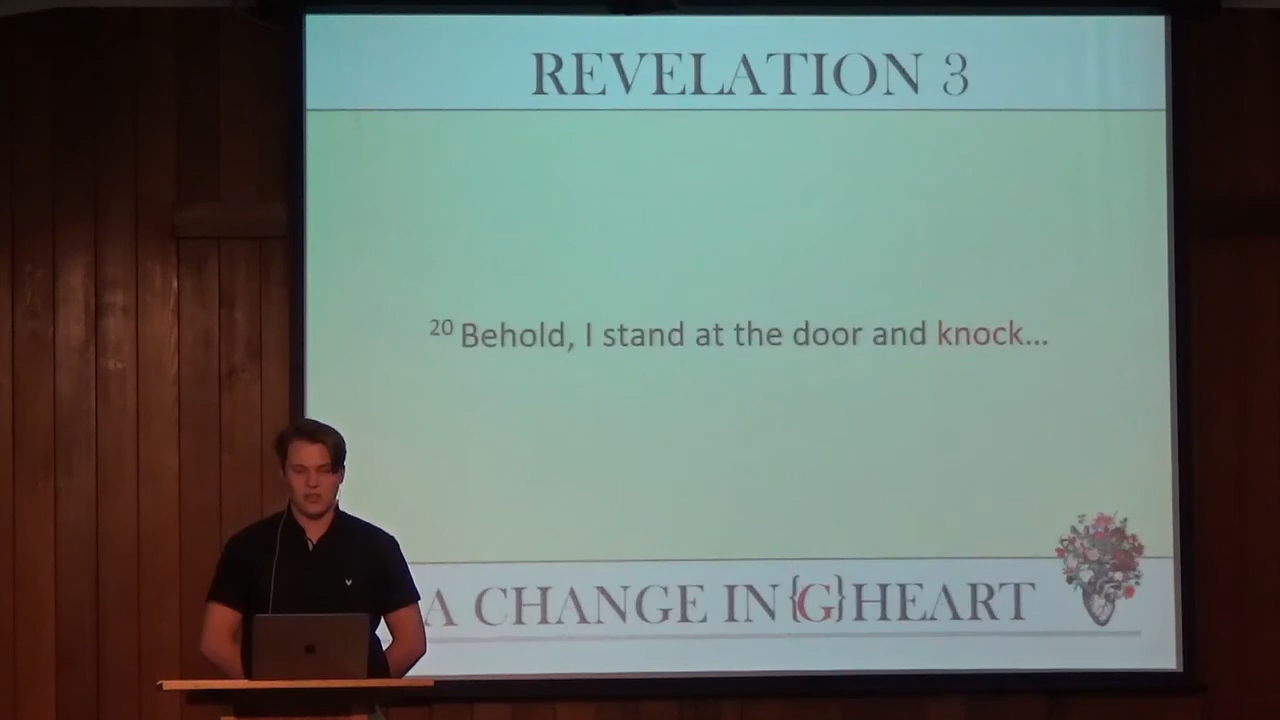 REVELATION 3
20 Behold, I stand at the door and knock...
A CHANGE IN {G} HEART